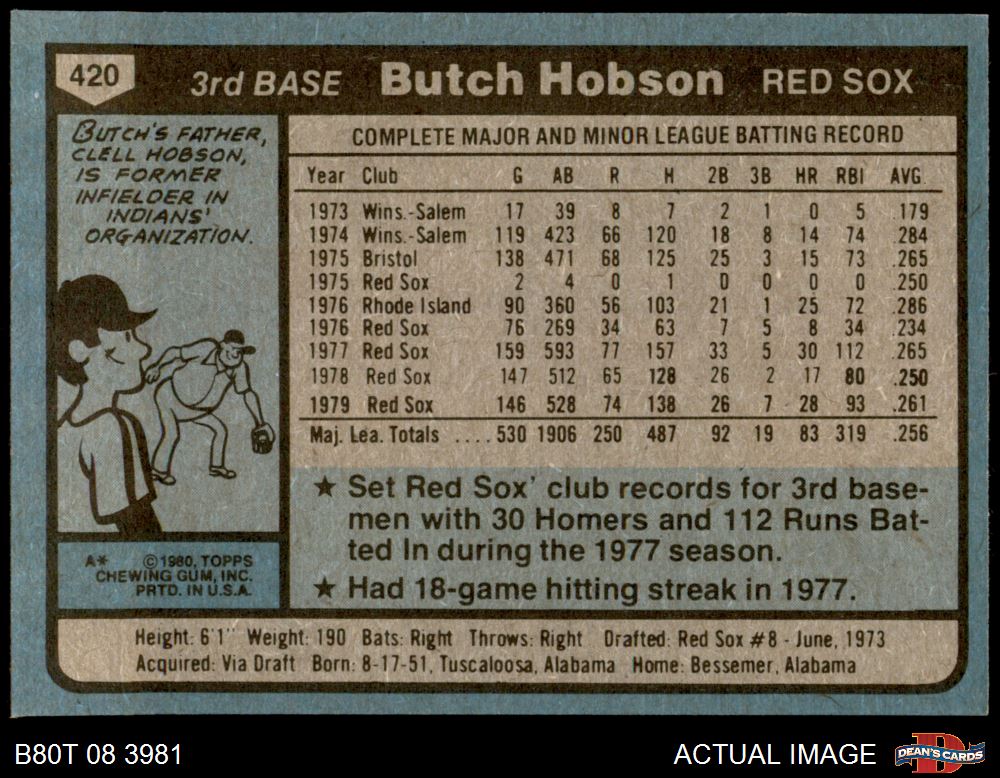 420 3rd BASE Butch Hobson RED SOX
BUTCH'S FATHER,
CLELL HOBSON,
IS FORMER
INFIELDER IN
INDIANS'
ORGANIZATION.
COMPLETE MAJOR AND MINOR LEAGUE BATTING RECORD
Year Club G AB R H 2B 3B HR RBI AVG.
1973 Wins.-Salem 17 39 8 7 2 1 0 5 .179
1974 Wins.-Salem 119 423 66 120 18 8 14 74 .284
1975 Bristol 138 471 68 125 25 3 15 73 .265
1975 Red Sox 2 4 0 1 0 0 0 0 .250
1976 Rhode Island 90 360 56 103 21 1 25 72 .286
1976 Red Sox 76 269 34 63 7 5 8 34 .234
1977 Red Sox 159 593 77 157 33 5 30 112 .265
1978 Red Sox 147 512 65 128 26 2 17 80 .250
1979 Red Sox 146 528 74 138 26 7 28 93 .261
Maj. Lea. Totals .... 530 1906 250 487 92 19 83 319 .256
★ Set Red Sox' club records for 3rd base-
men with 30 Homers and 112 Runs Bat-
ted In during the 1977 season.
★ Had 18-game hitting streak in 1977.
A* ©1980, TOPPS
CHEWING GUM, INC.
PRTD. IN U.S.A.
Height: 6'1" Weight: 190 Bats: Right Throws: Right Drafted: Red Sox #8 - June, 1973
Acquired: Via Draft Born: 8-17-51, Tuscaloosa, Alabama Home: Bessemer, Alabama
B80T 08 3981 ACTUAL IMAGE DEAN'S CARDS